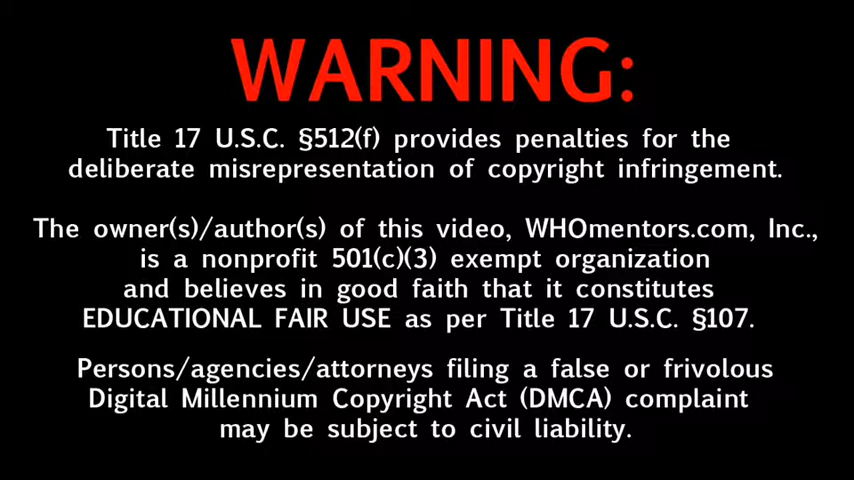 WARNING:
Title 17 U.S.C. §512(f) provides penalties for the
deliberate misrepresentation of copyright infringement.
The owner(s)/author(s) of this video, WHOmentors.com, Inc.,
is a nonprofit 501(c)(3) exempt organization
and believes in good faith that it constitutes
EDUCATIONAL FAIR USE as per Title 17 U.S.C. §107.
Persons/agencies/attorneys filing a false or frivolous
Digital Millennium Copyright Act (DMCA) complaint
may be subject to civil liability.